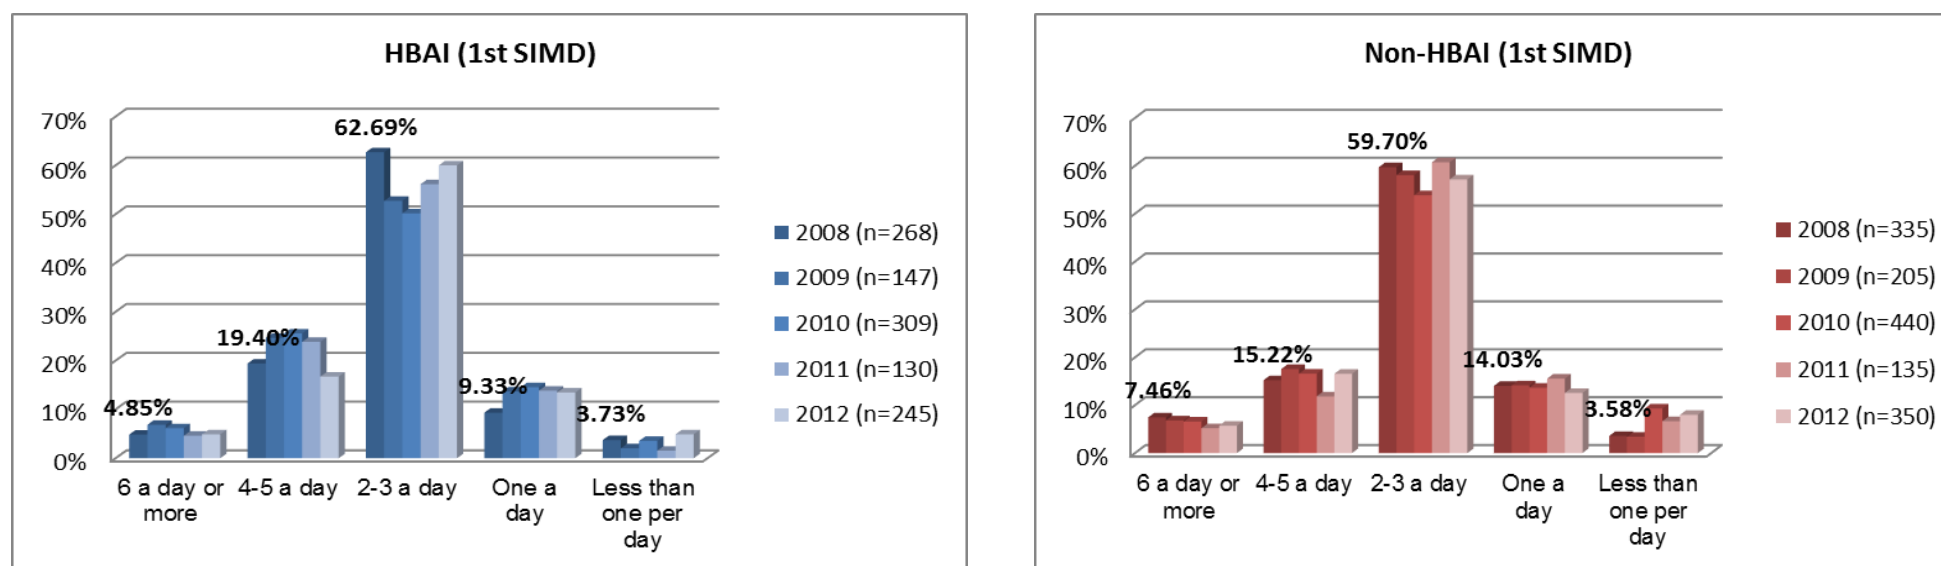 HBAI (1st SIMD)
70%
60%
50%
40%
30%
20%
10%
0%
62.69%
19.40%
9.33%
4.85%
3.73%
6 a day or
more
4-5 a day
2-3 a day
One a
day
Less than
one per
day
2008 (n=268)
2009 (n=147)
2010 (n=309)
2011 (n=130)
2012 (n=245)
Non-HBAI (1st SIMD)
70%
60%
50%
40%
30%
20%
10%
0%
59.70%
15.22%
14.03%
7.46%
3.58%
6 a day or
more
4-5 a day
2-3 a day
One a
day
Less than
one per
day
2008 (n=335)
2009 (n=205)
2010 (n=440)
2011 (n=135)
2012 (n=350)